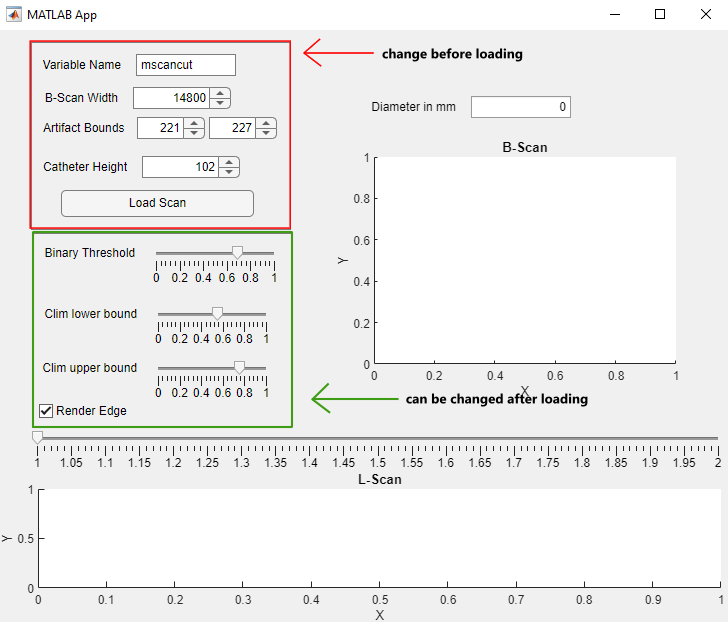 MATLAB App
Variable Name mscancut
change before loading
B-Scan Width 14800
Diameter in mm 0
Artifact Bounds 221 227
Catheter Height 102
Load Scan
Binary Threshold
0 0.2 0.4 0.6 0.8 1
Clim lower bound
0 0.2 0.4 0.6 0.8 1
Clim upper bound
0 0.2 0.4 0.6 0.8 1
Render Edge
B-Scan
1
0.8
0.6
Y
0.4
0.2
0
0 0.2 0.4 0.6 0.8 1
X
can be changed after loading
1 1.05 1.1 1.15 1.2 1.25 1.3 1.35 1.4 1.45 1.5 1.55 1.6 1.65 1.7 1.75 1.8 1.85 1.9 1.95 2
L-Scan
1
Y 0.5
0
0 0.1 0.2 0.3 0.4 0.5 0.6 0.7 0.8 0.9 1
X